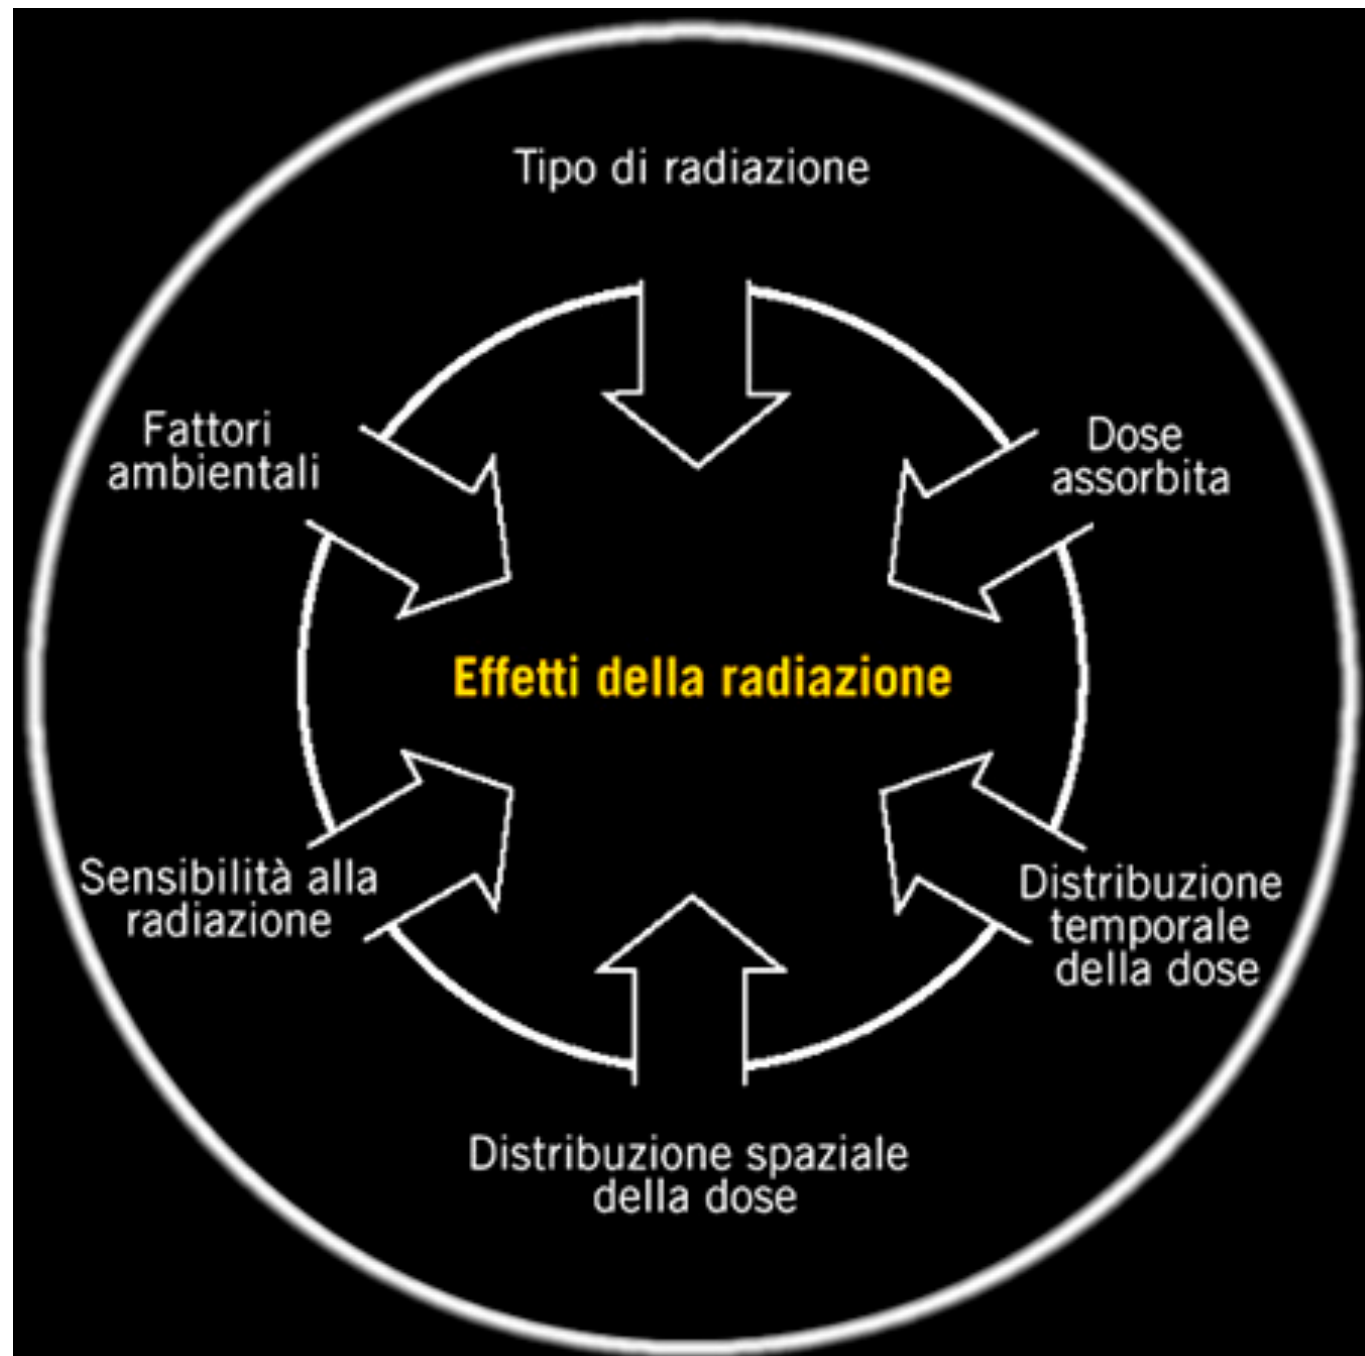 Tipo di radiazione
Fattori
ambientali
Dose
assorbita
Effetti della radiazione
Sensibilità alla
radiazione
Distribuzione
temporale
della dose
Distribuzione spaziale
della dose